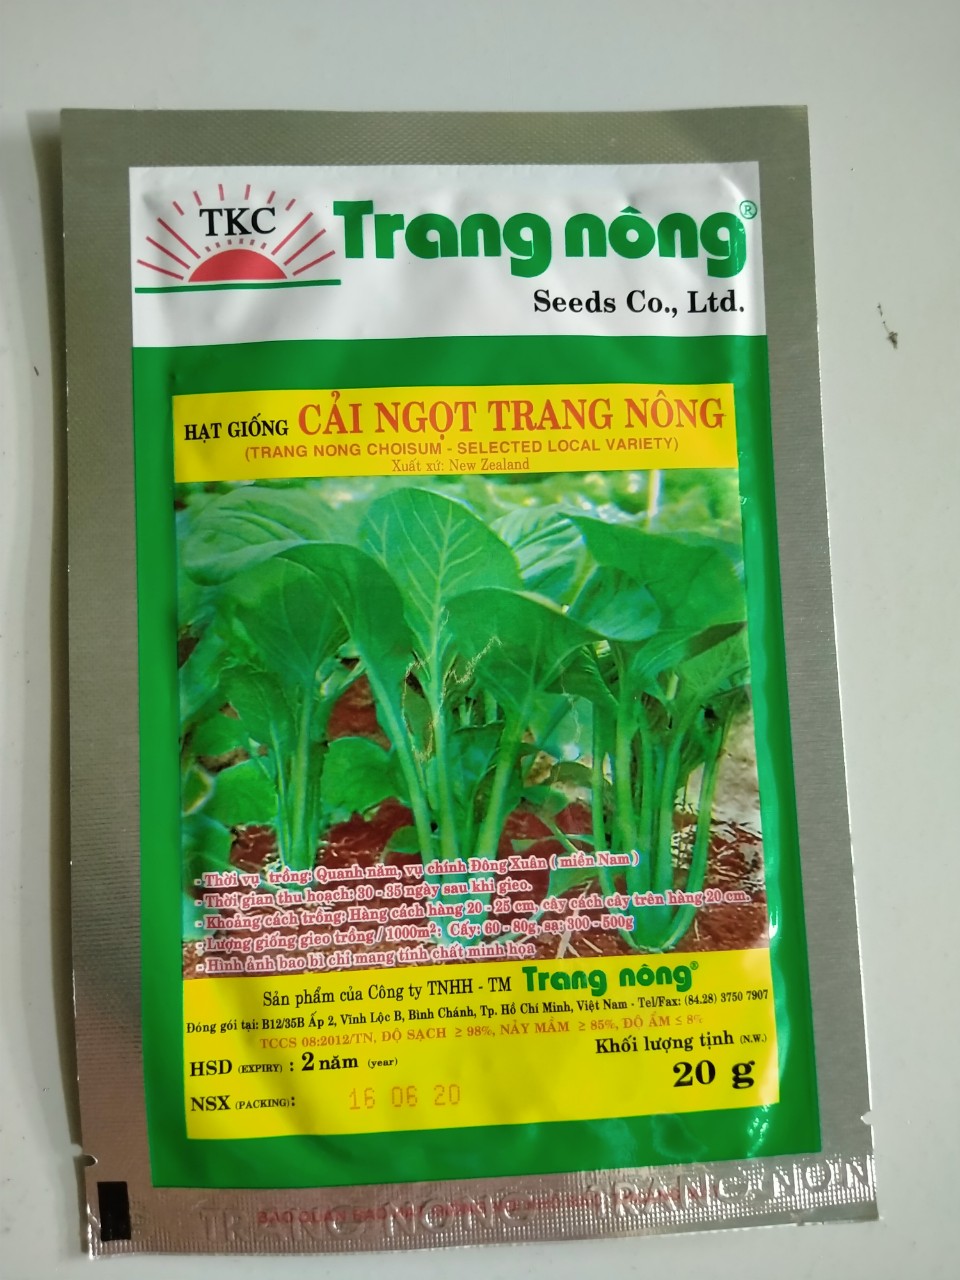 TKC
Trang nông®
Seeds Co., Ltd.
HẠT GIỐNG CẢI NGỌT TRANG NÔNG
(TRANG NONG CHOISUM - SELECTED LOCAL VARIETY)
Xuất xứ: New Zealand
- Thời vụ trồng: Quanh năm, vụ chính Đông Xuân ( miền Nam )
- Thời gian thu hoạch: 30 - 35 ngày sau khi gieo.
- Khoảng cách trồng: Hàng cách hàng 20 - 25 cm, cây cách cây trên hàng 20 cm.
- Lượng giống gieo trồng / 1000m²: Cấy: 60 - 80g, sạ: 300 - 500g
- Hình ảnh bao bì chỉ mang tính chất minh họa
Sản phẩm của Công ty TNHH - TM Trang nông®
Đóng gói tại: B12/35B Ấp 2, Vĩnh Lộc B, Bình Chánh, Tp. Hồ Chí Minh, Việt Nam - Tel/Fax: (84.28) 3750 7907
TCCS 08:2012/TN, ĐỘ SẠCH ≥ 98%, NẢY MẦM ≥ 85%, ĐỘ ẨM ≤ 8%
HSD (EXPIRY) : 2 năm (year)
Khối lượng tịnh (N.W.)
20 g
NSX (PACKING): 16 06 20
TRANG NONG TRANG NON